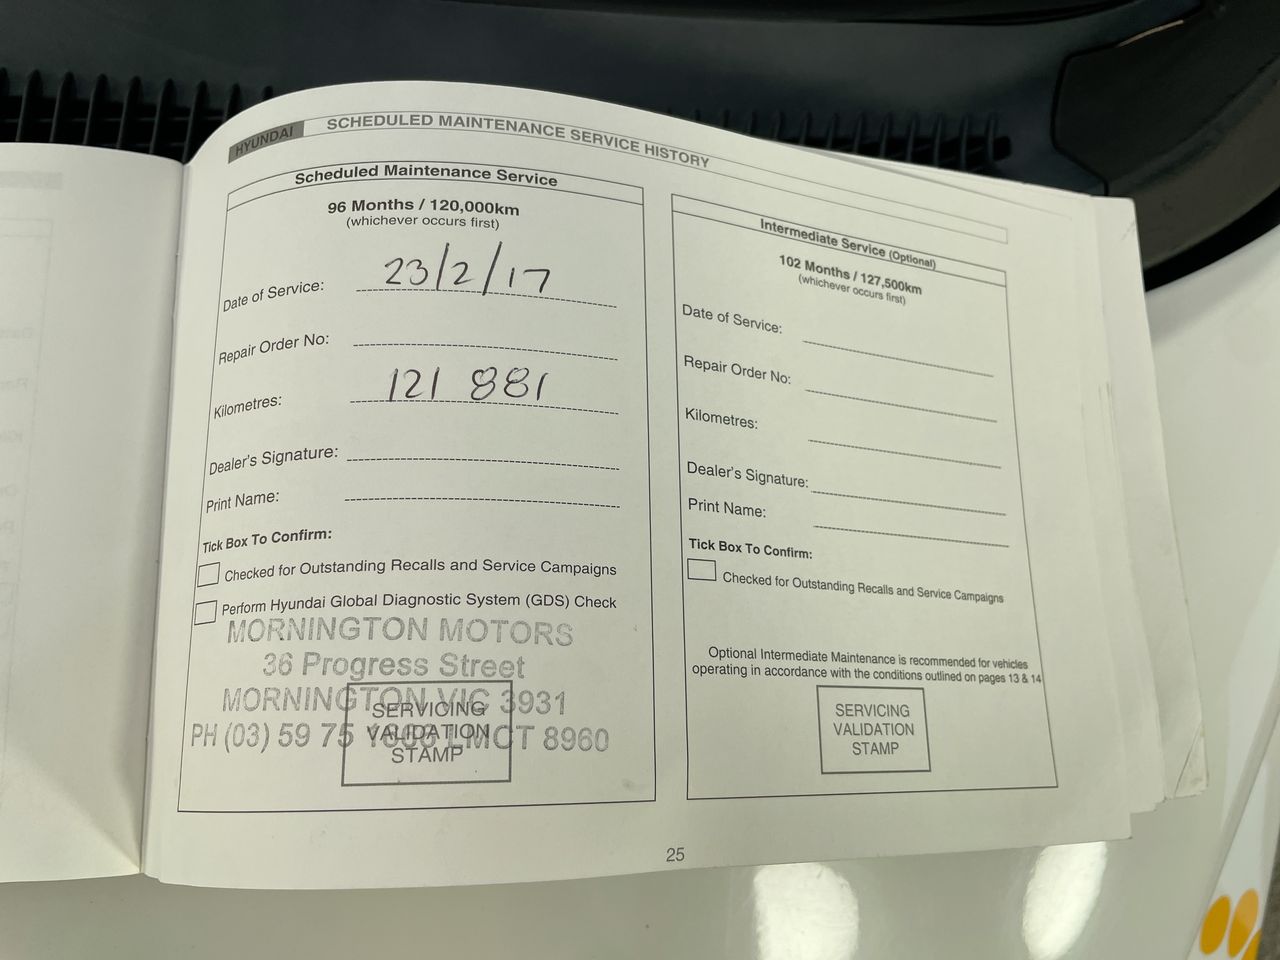 HYUNDAI
SCHEDULED MAINTENANCE SERVICE HISTORY
Scheduled Maintenance Service
96 Months / 120,000km
(whichever occurs first)
Date of Service: 23/2/17
Repair Order No:
Kilometres: 121 881
Dealer's Signature:
Print Name:
Tick Box To Confirm:
Checked for Outstanding Recalls and Service Campaigns
Perform Hyundai Global Diagnostic System (GDS) Check
MORNINGTON MOTORS
36 Progress Street
MORNINGTON VIC 3931
PH (03) 59 75 LMCT 8960
SERVICING
VALIDATION
STAMP
Intermediate Service (Optional)
102 Months / 127,500km
(whichever occurs first)
Date of Service:
Repair Order No:
Kilometres:
Dealer's Signature:
Print Name:
Tick Box To Confirm:
Checked for Outstanding Recalls and Service Campaigns
Optional Intermediate Maintenance is recommended for vehicles
operating in accordance with the conditions outlined on pages 13 & 14
SERVICING
VALIDATION
STAMP
25